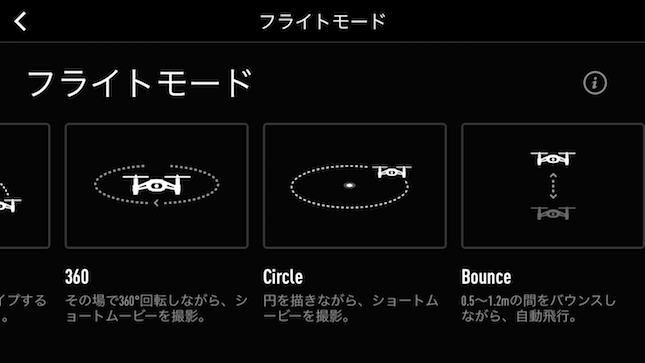 フライトモード
フライトモード
イプする
。
360
その場で360°回転しながら、ショ
ートムービーを撮影。
Circle
円を描きながら、ショートム
ービーを撮影。
Bounce
0.5～1.2mの間をバウンスし
ながら、自動飛行。